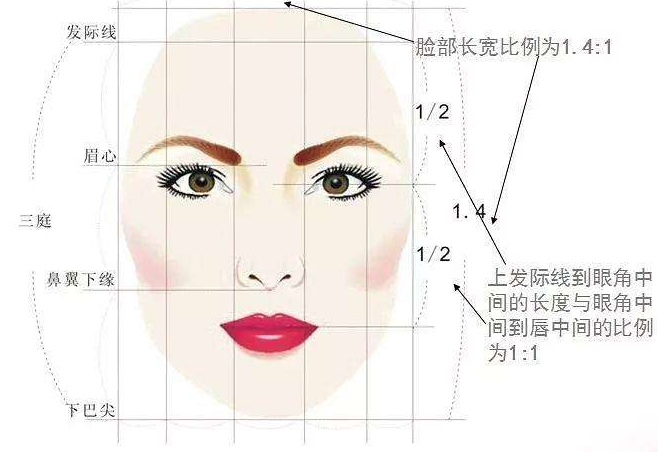 发际线
脸部长宽比例为1.4:1
1/2
眉心
1.4
三庭
1/2
鼻翼下缘
上发际线到眼角中
间的长度与眼角中
间到唇中间的比例
为1:1
下巴尖